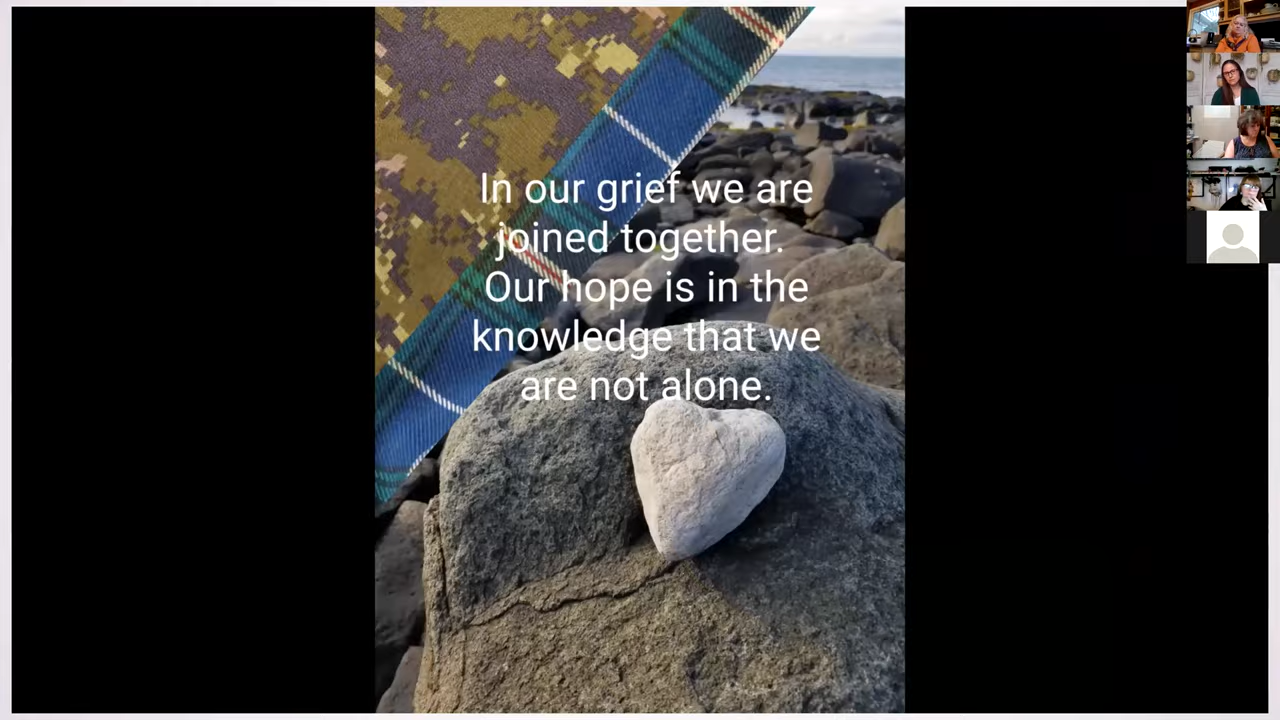 In our grief we are
joined together.
Our hope is in the
knowledge that we
are not alone.